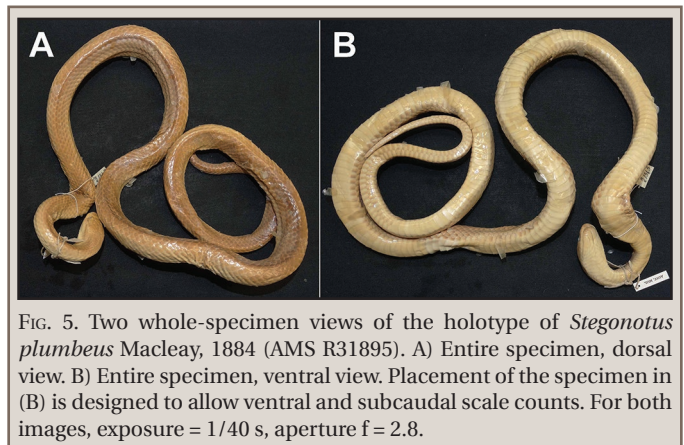 A
B
FIG. 5. Two whole-specimen views of the holotype of Stegonotus
plumbeus Macleay, 1884 (AMS R31895). A) Entire specimen, dorsal
view. B) Entire specimen, ventral view. Placement of the specimen in
(B) is designed to allow ventral and subcaudal scale counts. For both
images, exposure = 1/40 s, aperture f = 2.8.